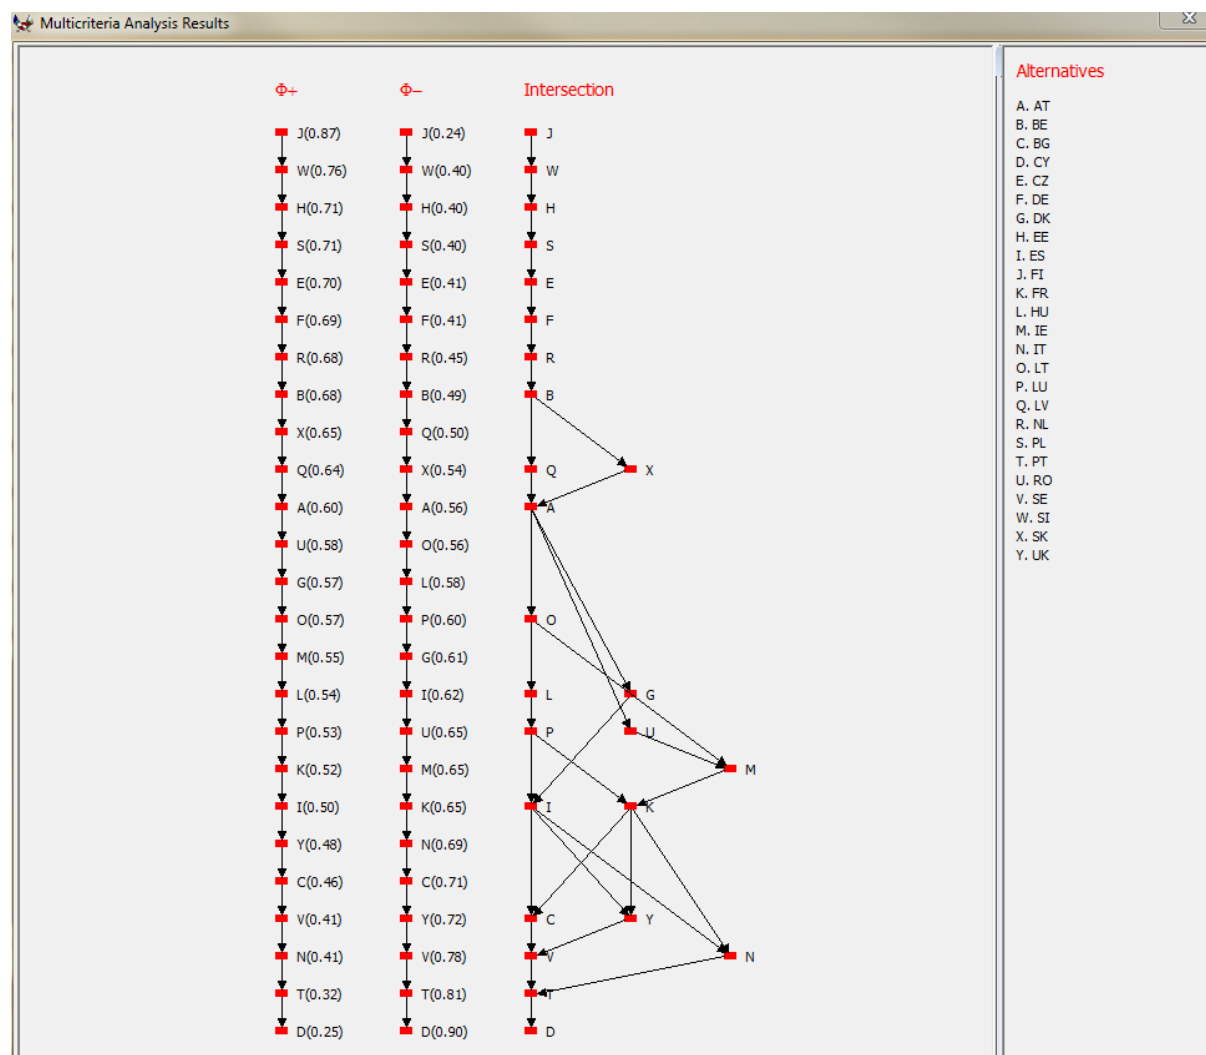 Multicriteria Analysis Results
Φ+ Φ− Intersection
J(0.87) J(0.24) J
W(0.76) W(0.40) W
H(0.71) H(0.40) H
S(0.71) S(0.40) S
E(0.70) E(0.41) E
F(0.69) F(0.41) F
R(0.68) R(0.45) R
B(0.68) B(0.49) B
X(0.65) Q(0.50)
Q(0.64) X(0.54) Q X
A(0.60) A(0.56) A
U(0.58) O(0.56)
G(0.57) L(0.58)
O(0.57) P(0.60) O
M(0.55) G(0.61)
L(0.54) I(0.62) L G
P(0.53) U(0.65) P U
K(0.52) M(0.65) M
I(0.50) K(0.65) I K
Y(0.48) N(0.69)
C(0.46) C(0.71)
V(0.41) Y(0.72) C Y
N(0.41) V(0.78) V N
T(0.32) T(0.81) T
D(0.25) D(0.90) D
Alternatives
A. AT
B. BE
C. BG
D. CY
E. CZ
F. DE
G. DK
H. EE
I. ES
J. FI
K. FR
L. HU
M. IE
N. IT
O. LT
P. LU
Q. LV
R. NL
S. PL
T. PT
U. RO
V. SE
W. SI
X. SK
Y. UK